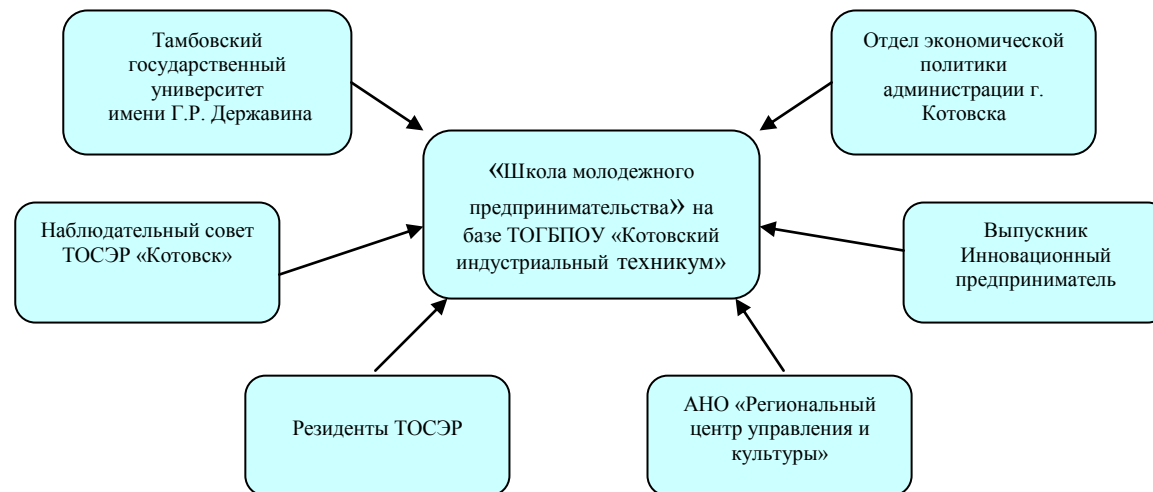 Тамбовский
государственный
университет
имени Г.Р. Державина
Отдел экономической
политики
администрации г.
Котовска
«Школа молодежного
предпринимательства» на
базе ТОГБПОУ «Котовский
индустриальный техникум»
Наблюдательный совет
ТОСЭР «Котовск»
Выпускник
Инновационный
предприниматель
Резиденты ТОСЭР
АНО «Региональный
центр управления и
культуры»